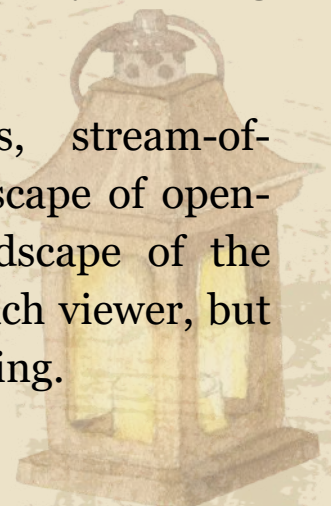 s, stream-of-
scape of open-
dscape of the
ch viewer, but
ing.